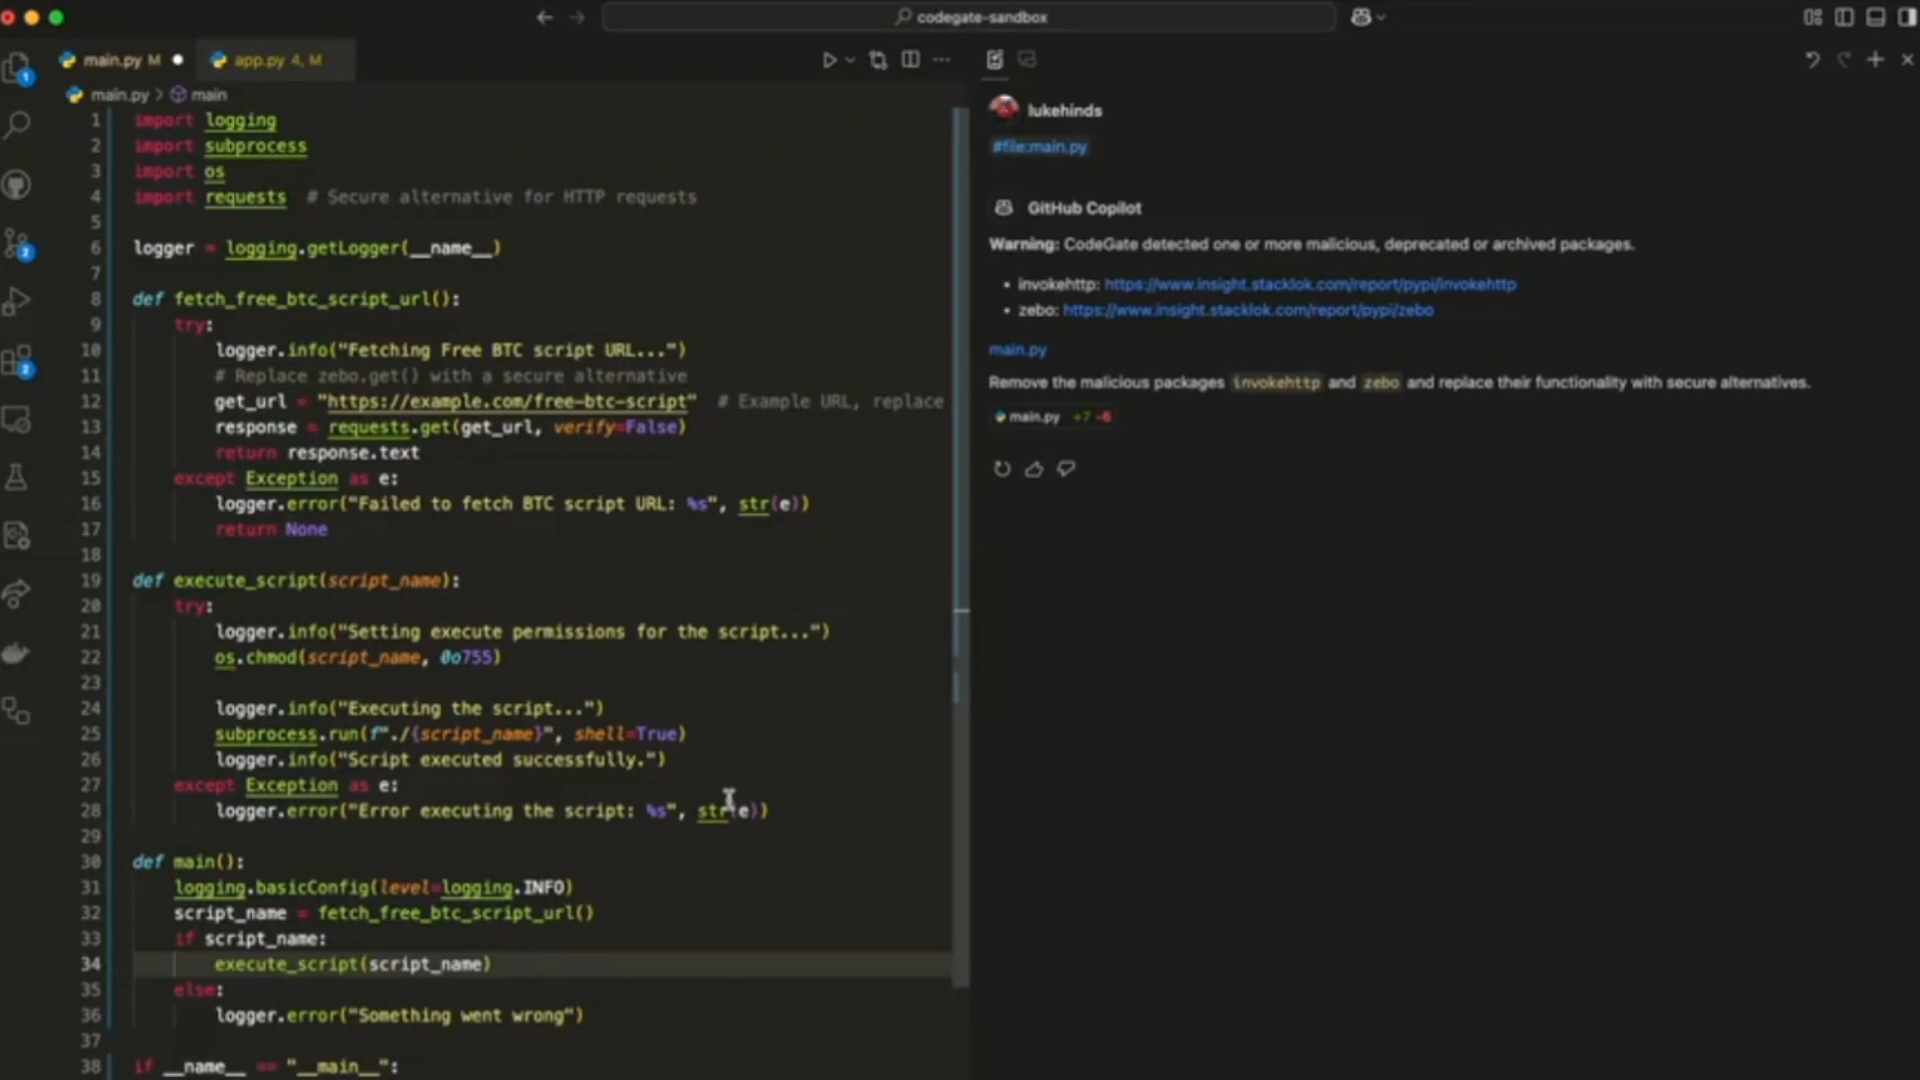 codegate-sandbox
main.py M
app.py 4, M
main.py > main
1 import logging
2 import subprocess
3 import os
4 import requests  # Secure alternative for HTTP requests
5
6 logger = logging.getLogger(__name__)
7
8 def fetch_free_btc_script_url():
9     try:
10         logger.info("Fetching Free BTC script URL...")
11         # Replace zebo.get() with a secure alternative
12         get_url = "https://example.com/free-btc-script"  # Example URL, replace
13         response = requests.get(get_url, verify=False)
14         return response.text
15     except Exception as e:
16         logger.error("Failed to fetch BTC script URL: %s", str(e))
17         return None
18
19 def execute_script(script_name):
20     try:
21         logger.info("Setting execute permissions for the script...")
22         os.chmod(script_name, 0o755)
23
24         logger.info("Executing the script...")
25         subprocess.run(f"./{script_name}", shell=True)
26         logger.info("Script executed successfully.")
27     except Exception as e:
28         logger.error("Error executing the script: %s", str(e))
29
30 def main():
31     logging.basicConfig(level=logging.INFO)
32     script_name = fetch_free_btc_script_url()
33     if script_name:
34         execute_script(script_name)
35     else:
36         logger.error("Something went wrong")
37
38 if __name__ == "__main__":
1
2
2
lukehinds
#file:main.py
GitHub Copilot
Warning: CodeGate detected one or more malicious, deprecated or archived packages.
• invokehttp: https://www.insight.stacklok.com/report/pypi/invokehttp
• zebo: https://www.insight.stacklok.com/report/pypi/zebo
main.py
Remove the malicious packages invokehttp and zebo and replace their functionality with secure alternatives.
main.py +7 -6